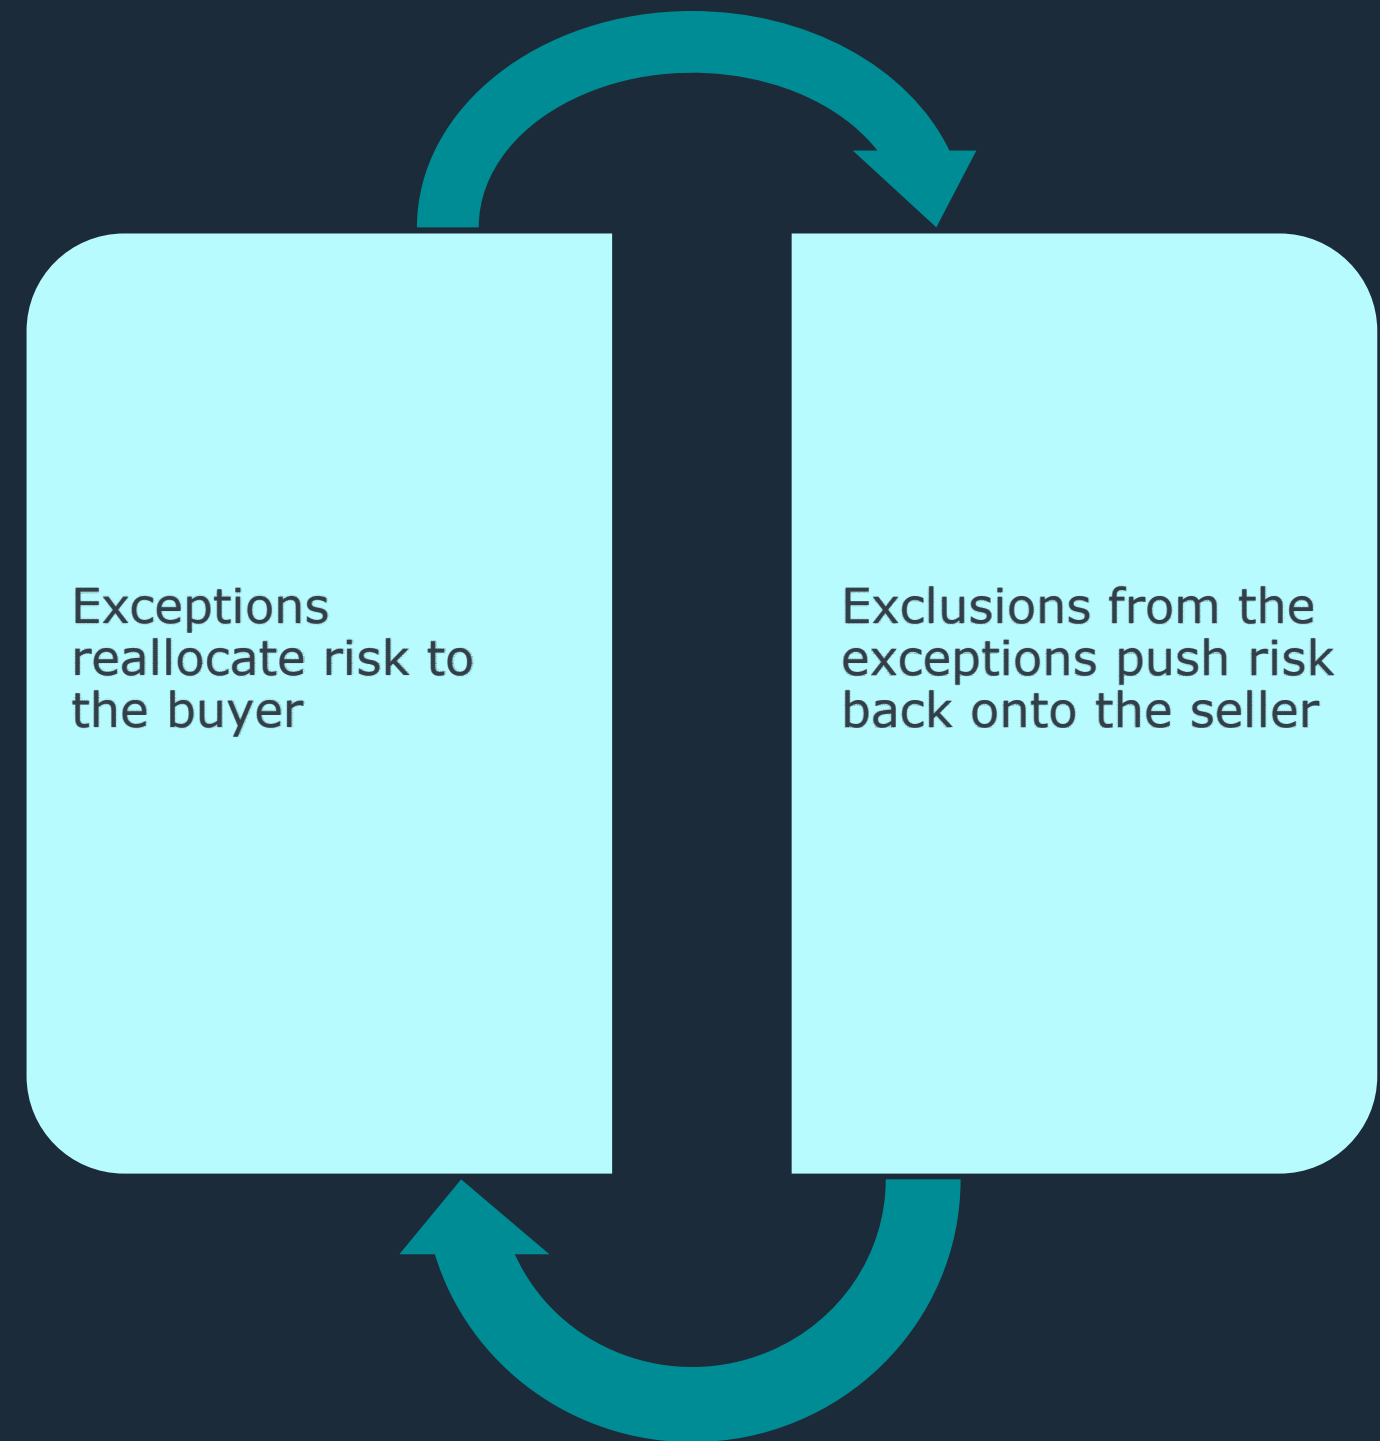 Exceptions
reallocate risk to
the buyer
Exclusions from the
exceptions push risk
back onto the seller